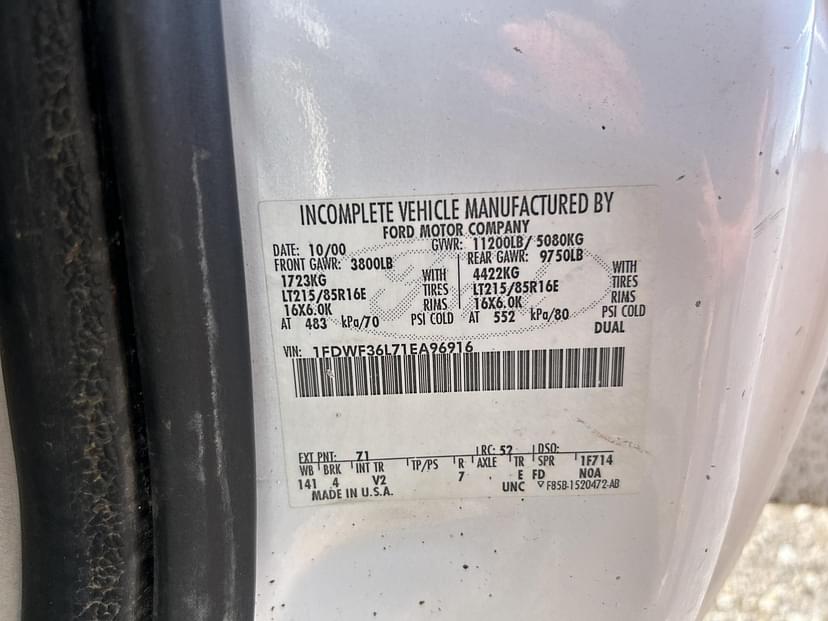 INCOMPLETE VEHICLE MANUFACTURED BY
FORD MOTOR COMPANY
DATE: 10/00 GVWR: 11200LB/ 5080KG
FRONT GAWR: 3800LB REAR GAWR: 9750LB
1723KG WITH 4422KG WITH
LT215/85R16E TIRES LT215/85R16E TIRES
16X6.0K RIMS 16X6.0K RIMS
AT 483 kPa/70 PSI COLD AT 552 kPa/80 PSI COLD
DUAL
VIN: 1FDWF36L71EA96916
EXT PNT: 71 RC: 52 DSO:
WB BRK INT TR TP/PS R AXLE TR SPR 1F714
141 4 V2 7 E FD N0A
MADE IN U.S.A. UNC ▽ F85B-1520472-AB